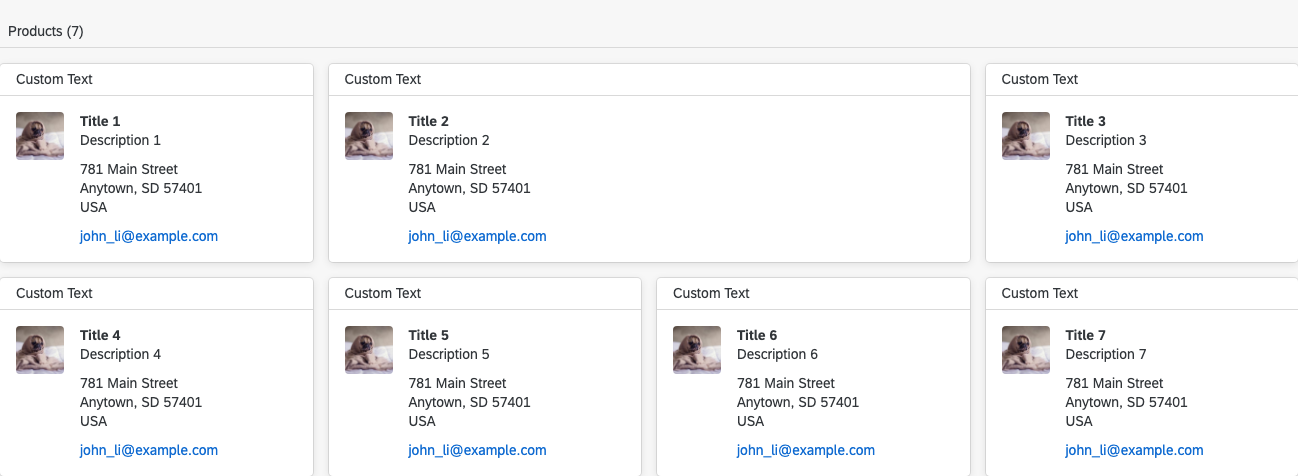 Products (7)
Custom Text
Title 1
Description 1
781 Main Street
Anytown, SD 57401
USA
john_li@example.com
Custom Text
Title 2
Description 2
781 Main Street
Anytown, SD 57401
USA
john_li@example.com
Custom Text
Title 3
Description 3
781 Main Street
Anytown, SD 57401
USA
john_li@example.com
Custom Text
Title 4
Description 4
781 Main Street
Anytown, SD 57401
USA
john_li@example.com
Custom Text
Title 5
Description 5
781 Main Street
Anytown, SD 57401
USA
john_li@example.com
Custom Text
Title 6
Description 6
781 Main Street
Anytown, SD 57401
USA
john_li@example.com
Custom Text
Title 7
Description 7
781 Main Street
Anytown, SD 57401
USA
john_li@example.com